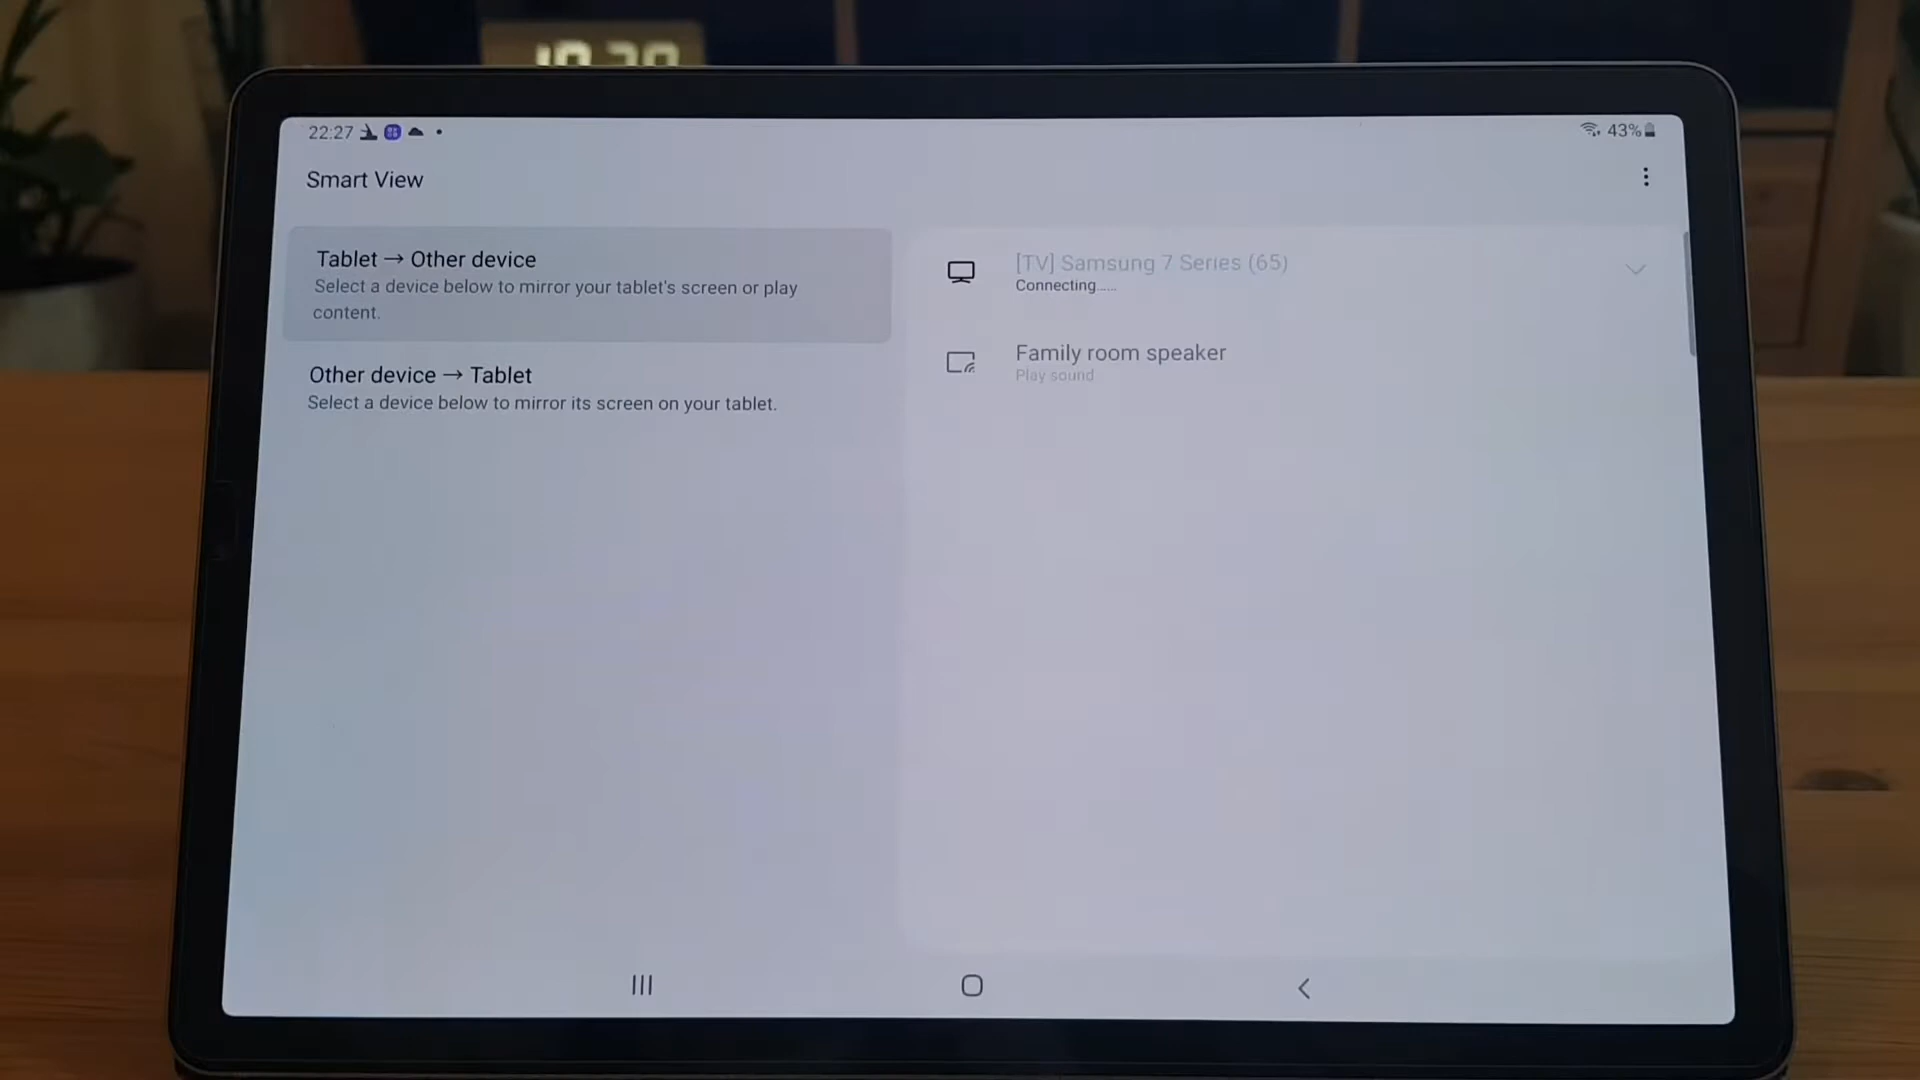 22:27
43%
Smart View
Tablet → Other device
Select a device below to mirror your tablet's screen or play
content.
Other device → Tablet
Select a device below to mirror its screen on your tablet.
[TV] Samsung 7 Series (65)
Connecting......
Family room speaker
Play sound